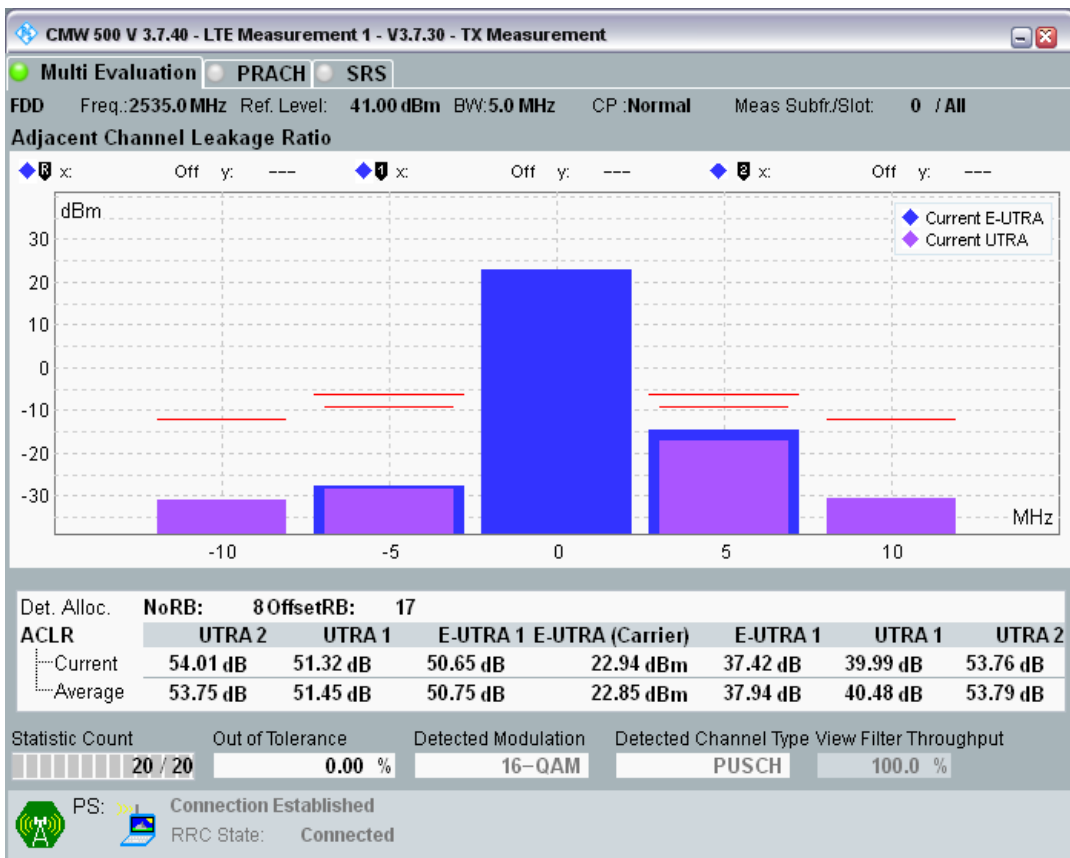 CMW 500 V 3.7.40 - LTE Measurement 1 - V3.7.30 - TX Measurement
Multi Evaluation PRACH SRS
FDD Freq.:2535.0 MHz Ref. Level: 41.00 dBm BW:5.0 MHz CP :Normal Meas Subfr./Slot: 0 / All
Adjacent Channel Leakage Ratio
R x: Off y: --- 1 x: Off y: --- 2 x: Off y: ---
dBm
Current E-UTRA
Current UTRA
30
20
10
0
-10
-20
-30
MHz
-10 -5 0 5 10
Det. Alloc. NoRB: 8 OffsetRB: 17
ACLR UTRA 2 UTRA 1 E-UTRA 1 E-UTRA (Carrier) E-UTRA 1 UTRA 1 UTRA 2
Current 54.01 dB 51.32 dB 50.65 dB 22.94 dBm 37.42 dB 39.99 dB 53.76 dB
Average 53.75 dB 51.45 dB 50.75 dB 22.85 dBm 37.94 dB 40.48 dB 53.79 dB
Statistic Count Out of Tolerance Detected Modulation Detected Channel Type View Filter Throughput
20 / 20 0.00 % 16-QAM PUSCH 100.0 %
PS: Connection Established
RRC State: Connected